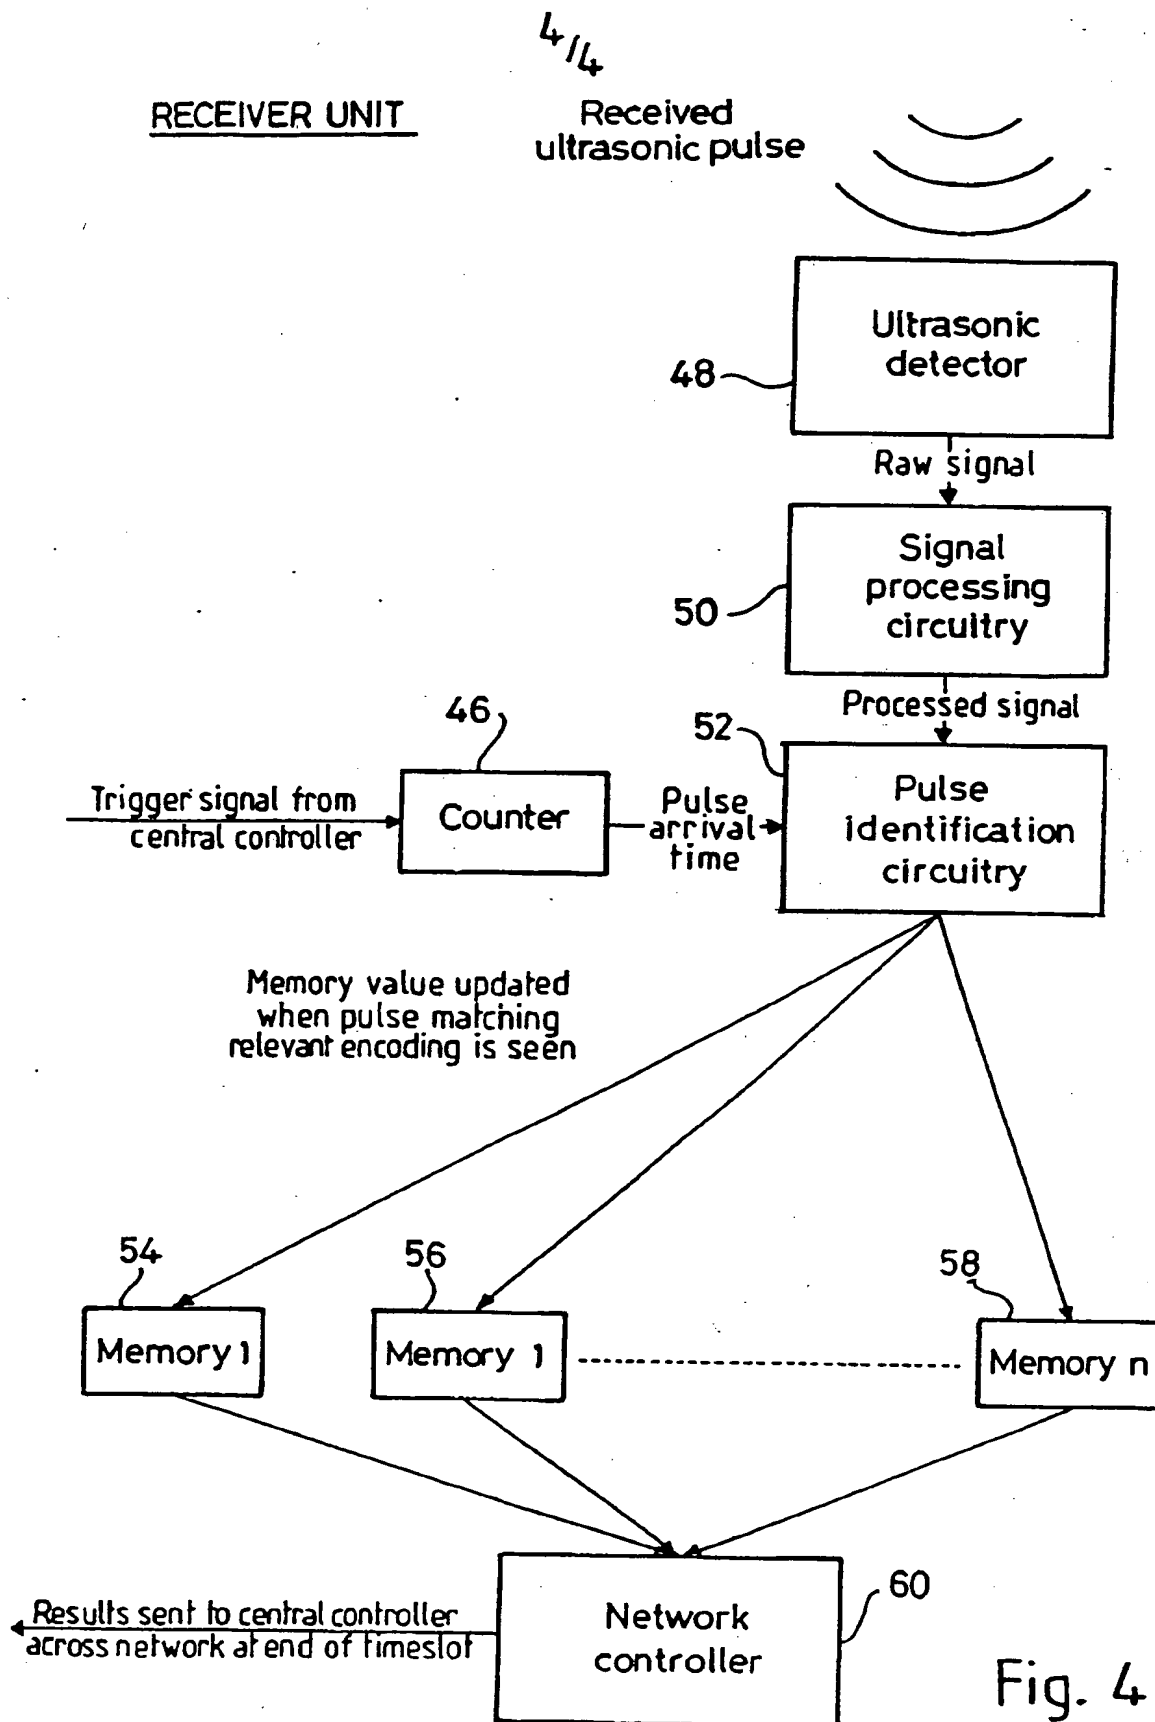 4/4
RECEIVER UNIT
Received
ultrasonic pulse
Ultrasonic
detector
48
Raw signal
Signal
processing
circuitry
50
Processed signal
46
52
Trigger signal from
central controller
Counter
Pulse
arrival
time
Pulse
identification
circuitry
Memory value updated
when pulse matching
relevant encoding is seen
54
56
58
Memory 1
Memory 1
Memory n
60
Results sent to central controller
across network at end of timeslot
Network
controller
Fig. 4